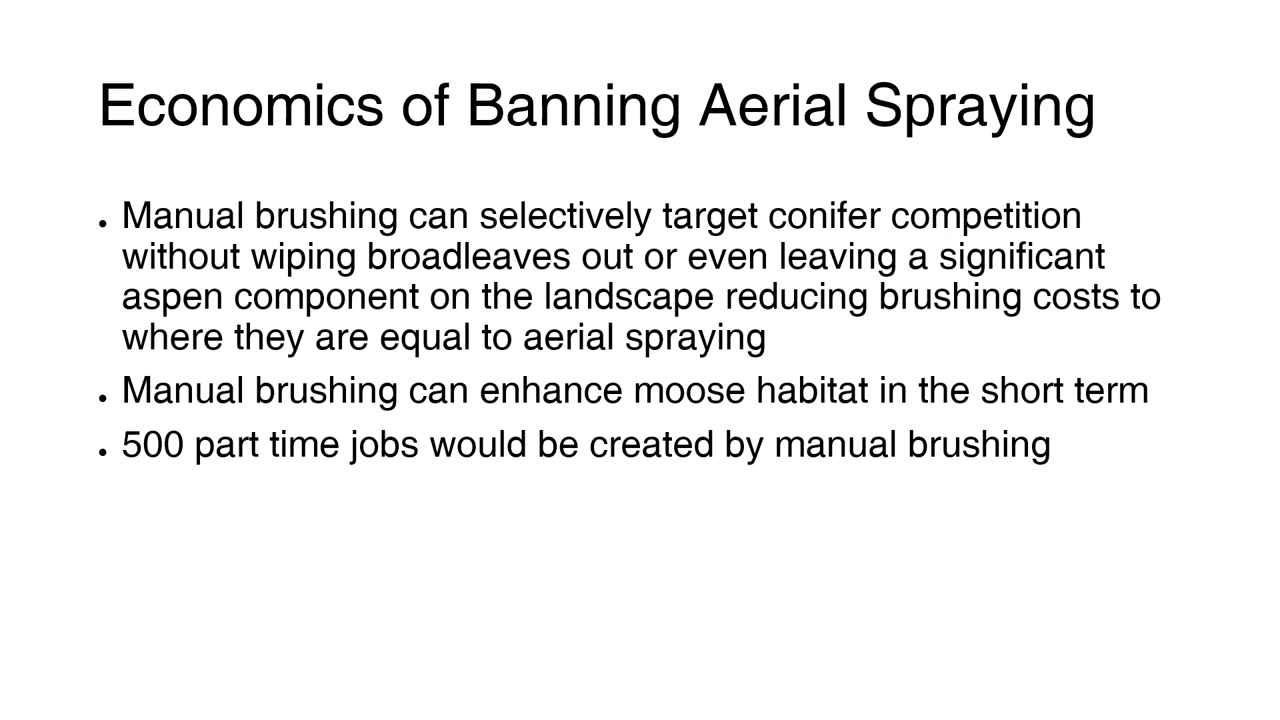 Economics of Banning Aerial Spraying
• Manual brushing can selectively target conifer competition
without wiping broadleaves out or even leaving a significant
aspen component on the landscape reducing brushing costs to
where they are equal to aerial spraying
• Manual brushing can enhance moose habitat in the short term
• 500 part time jobs would be created by manual brushing